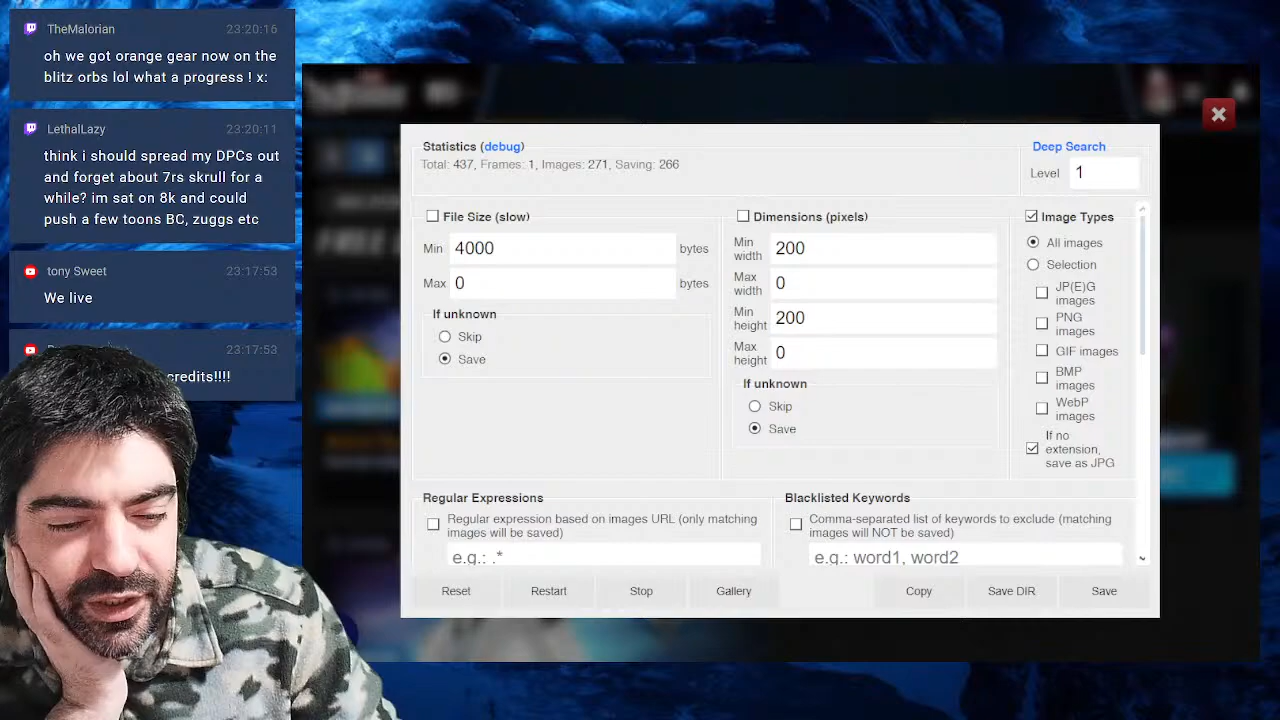 TheMalorian 23:20:16
oh we got orange gear now on the
blitz orbs lol what a progress ! x:
LethalLazy 23:20:11
think i should spread my DPCs out
and forget about 7rs skrull for a
while? im sat on 8k and could
push a few toons BC, zuggs etc
tony Sweet 23:17:53
We live
23:17:53
credits!!!!
Statistics (debug)
Total: 437, Frames: 1, Images: 271, Saving: 266
Deep Search
Level 1
File Size (slow)
Min 4000 bytes
Max 0 bytes
If unknown
Skip
Save
Dimensions (pixels)
Min width 200
Max width 0
Min height 200
Max height 0
If unknown
Skip
Save
Image Types
All images
Selection
JP(E)G
images
PNG
images
GIF images
BMP
images
WebP
images
If no
extension,
save as JPG
Regular Expressions
Regular expression based on images URL (only matching
images will be saved)
e.g.: .*
Blacklisted Keywords
Comma-separated list of keywords to exclude (matching
images will NOT be saved)
e.g.: word1, word2
Reset Restart Stop Gallery Copy Save DIR Save